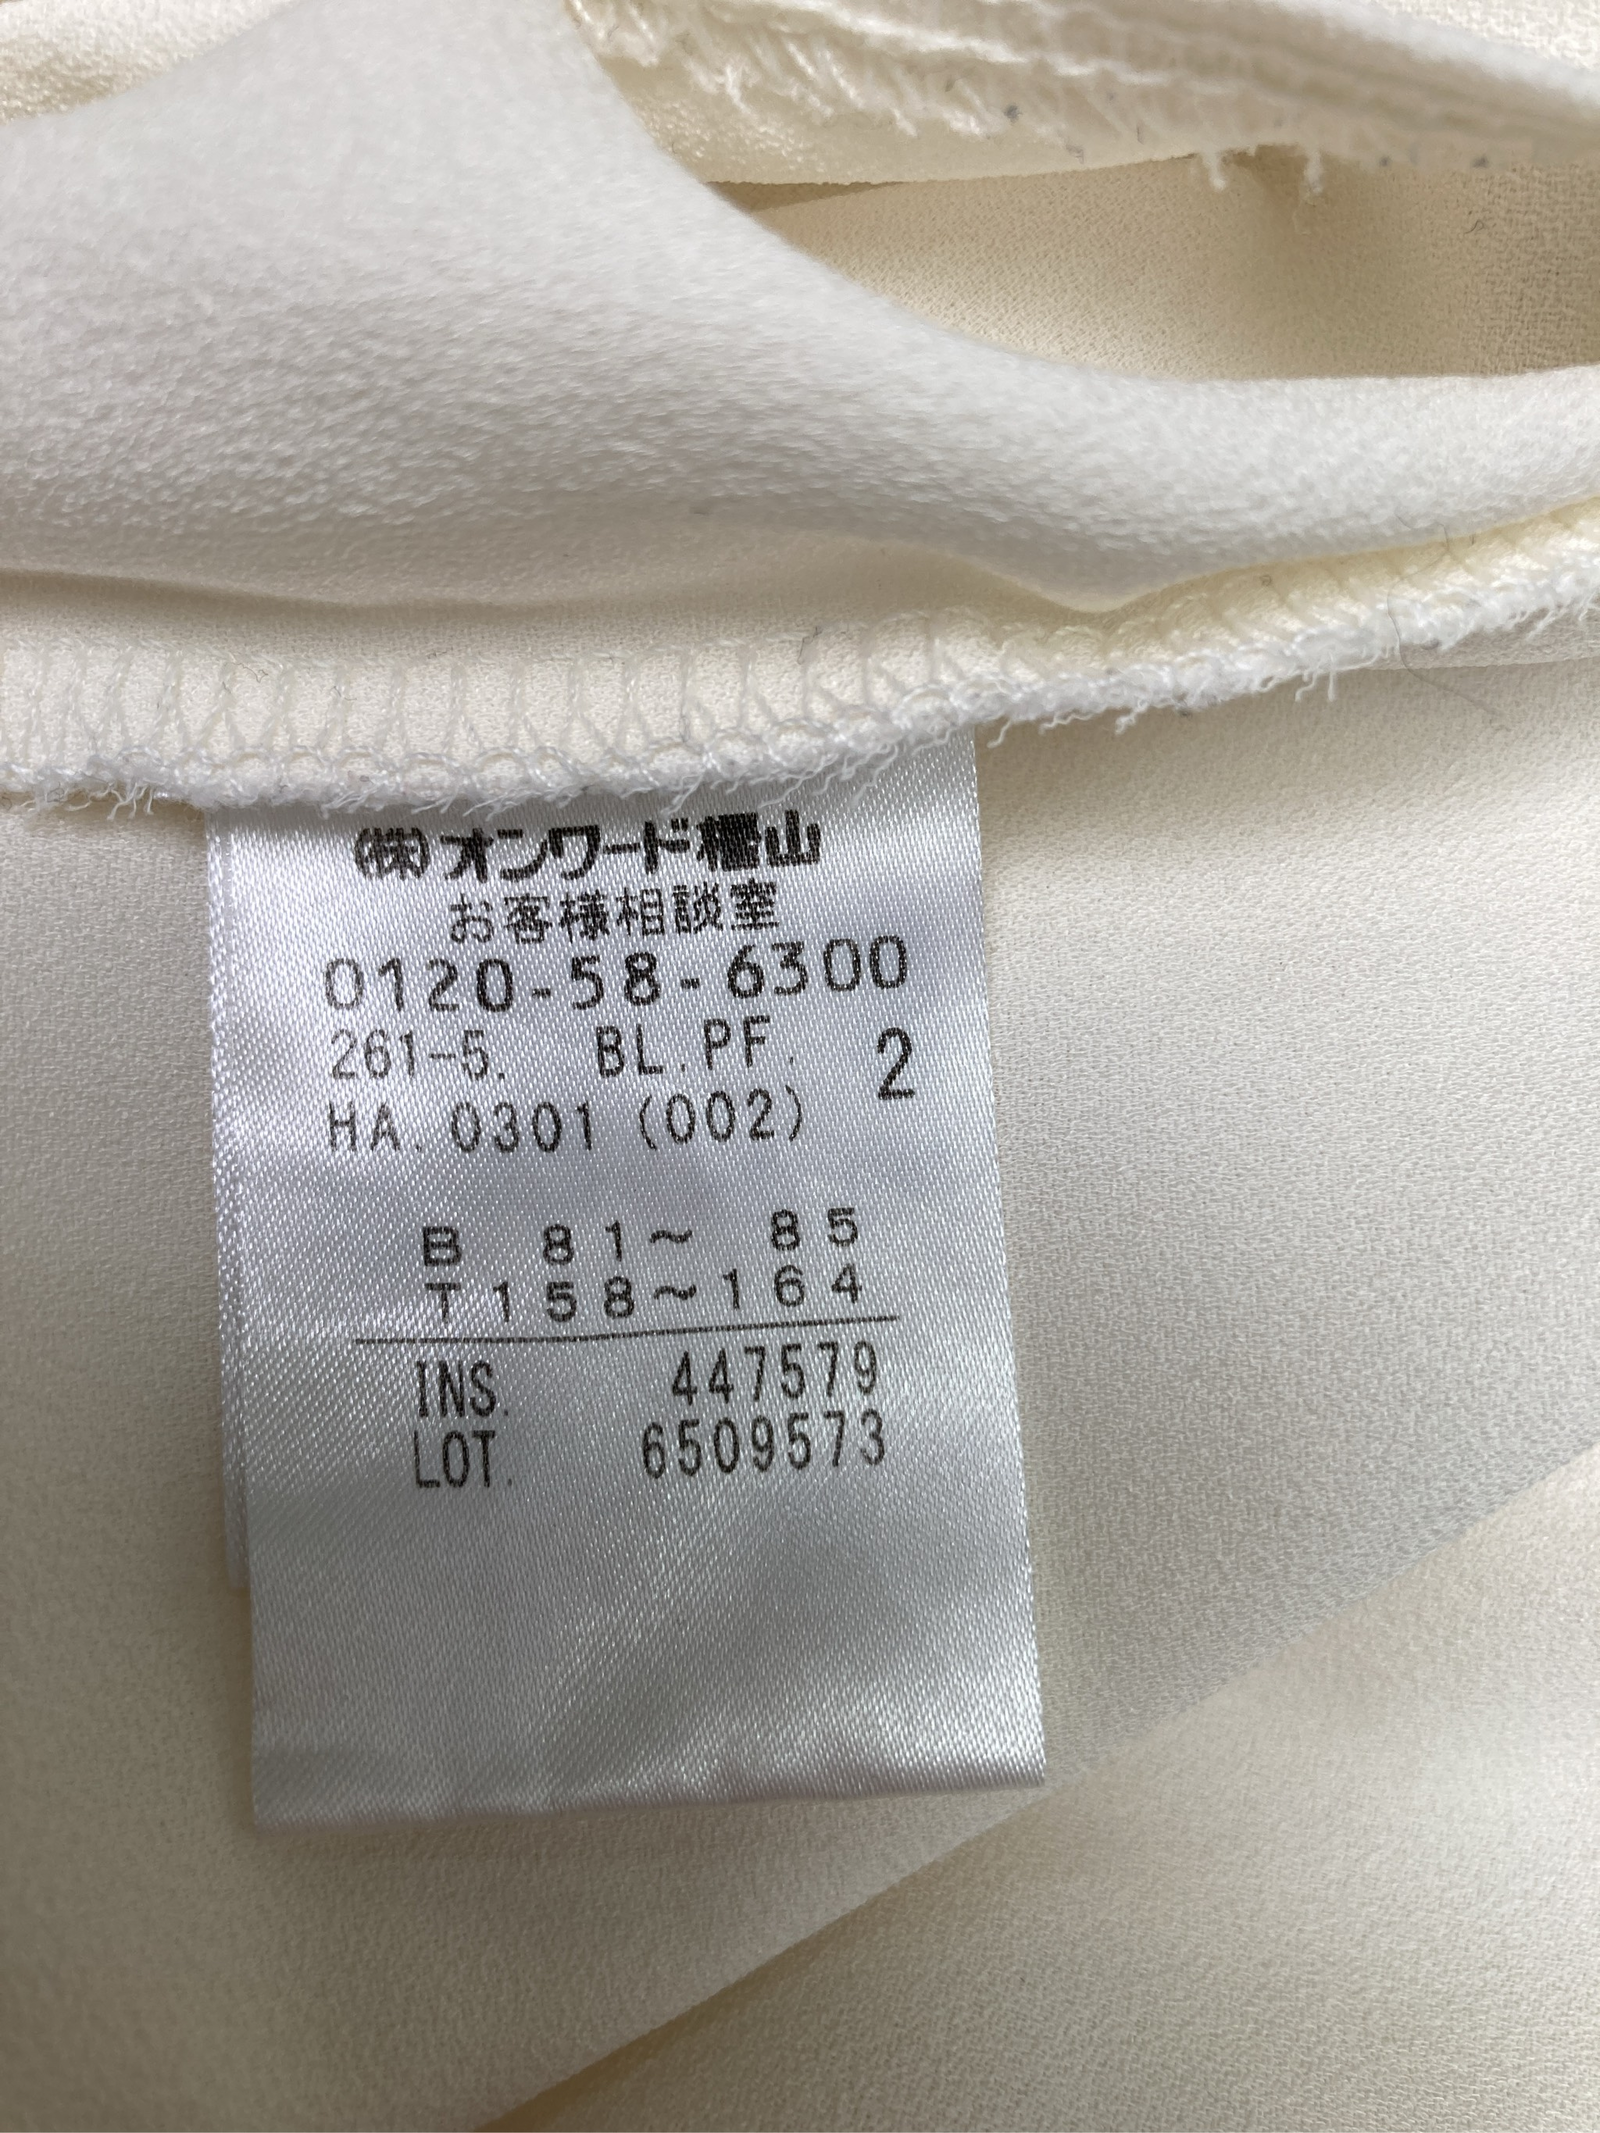 ㈱オンワード樫山
お客様相談室
0120-58-6300
261-5. BL.PF. 2
HA.0301 (002)
B 81～ 85
T158～164
INS. 447579
LOT. 6509573